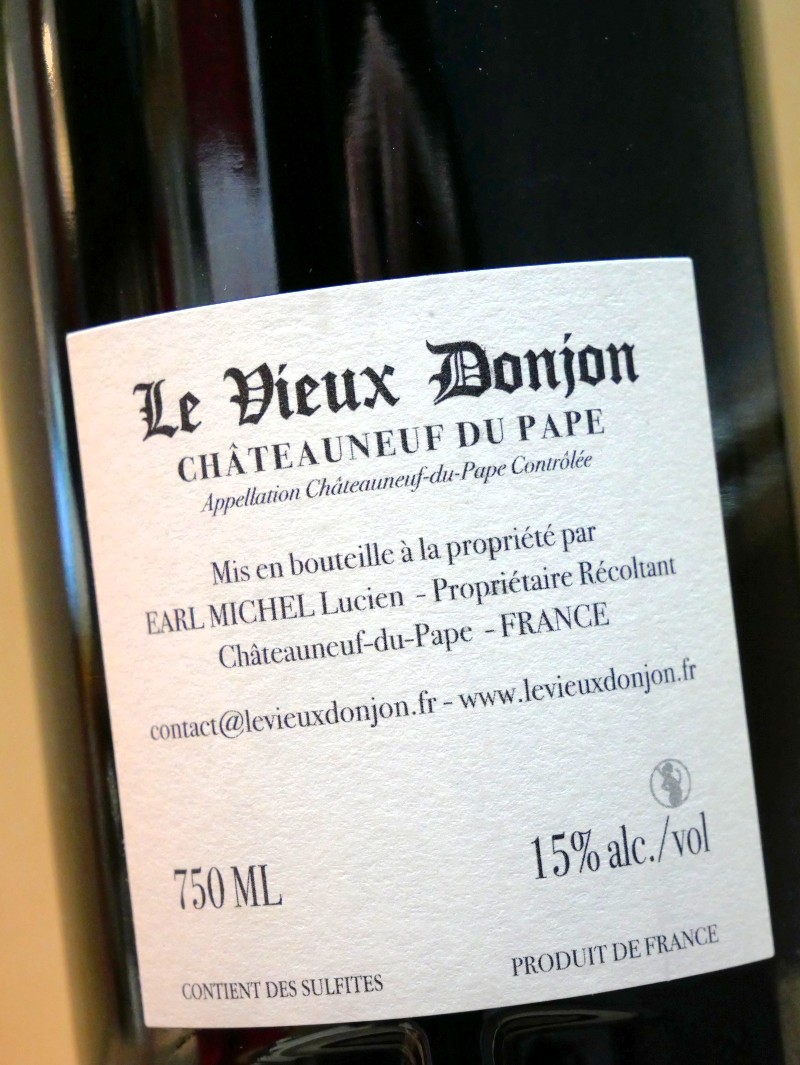 Le Vieux Donjon
CHÂTEAUNEUF DU PAPE
Appellation Châteauneuf-du-Pape Contrôlée
Mis en bouteille à la propriété par
EARL MICHEL Lucien - Propriétaire Récoltant
Châteauneuf-du-Pape - FRANCE
contact@levieuxdonjon.fr - www.levieuxdonjon.fr
750 ML
15% alc./vol
CONTIENT DES SULFITES
PRODUIT DE FRANCE